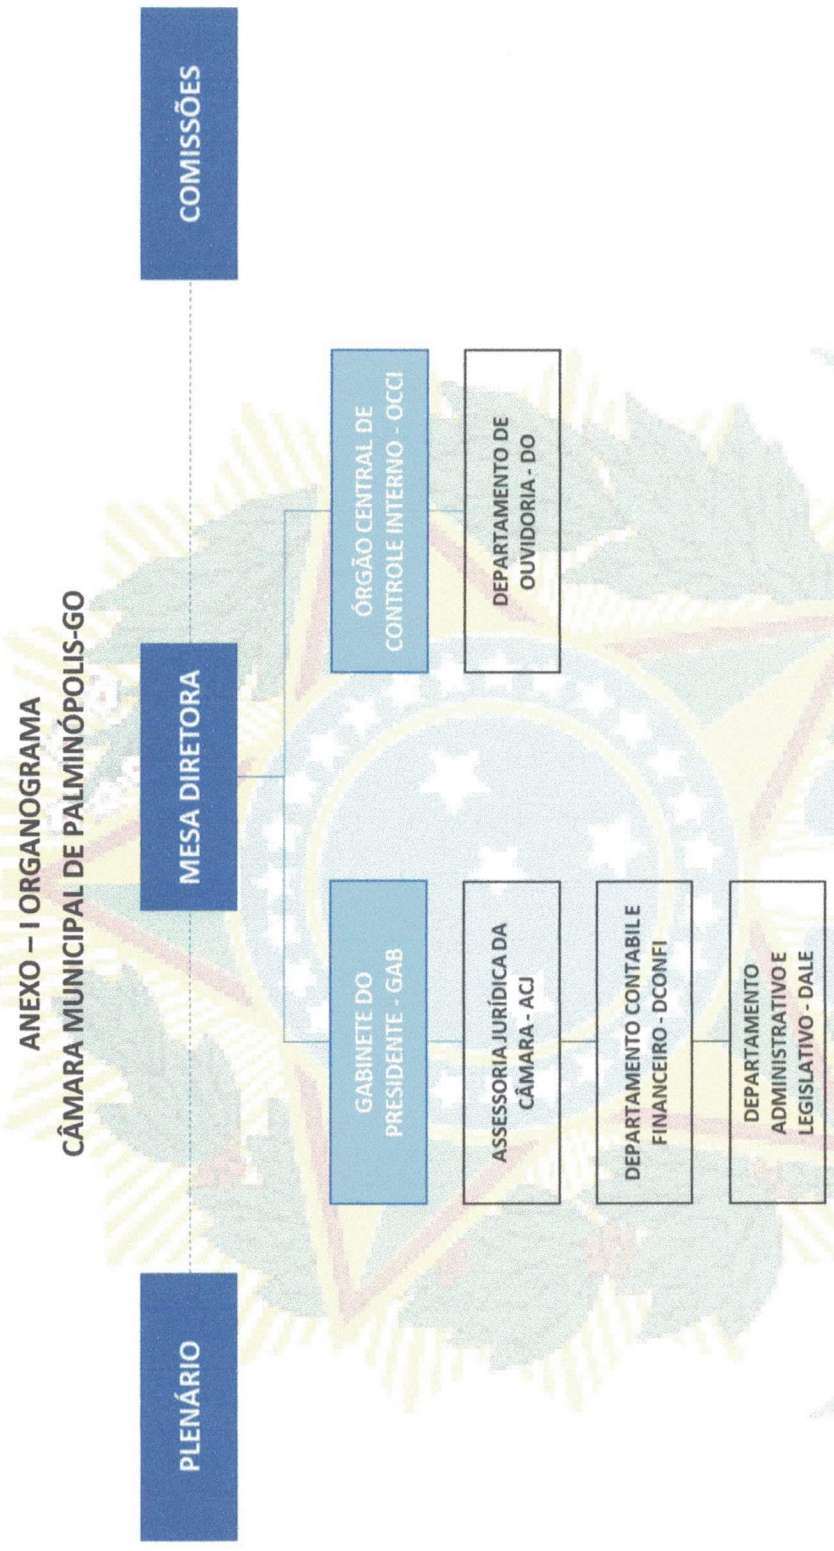 ANEXO – I ORGANOGRAMA
CÂMARA MUNICIPAL DE PALMINÓPOLIS-GO
PLENÁRIO
MESA DIRETORA
COMISSÕES
GABINETE DO
PRESIDENTE - GAB
ÓRGÃO CENTRAL DE
CONTROLE INTERNO - OCCI
ASSESSORIA JURÍDICA DA
CÂMARA - ACJ
DEPARTAMENTO DE
OUVIDORIA - DO
DEPARTAMENTO CONTABIL E
FINANCEIRO - DCONFI
DEPARTAMENTO
ADMINISTRATIVO E
LEGISLATIVO - DALE